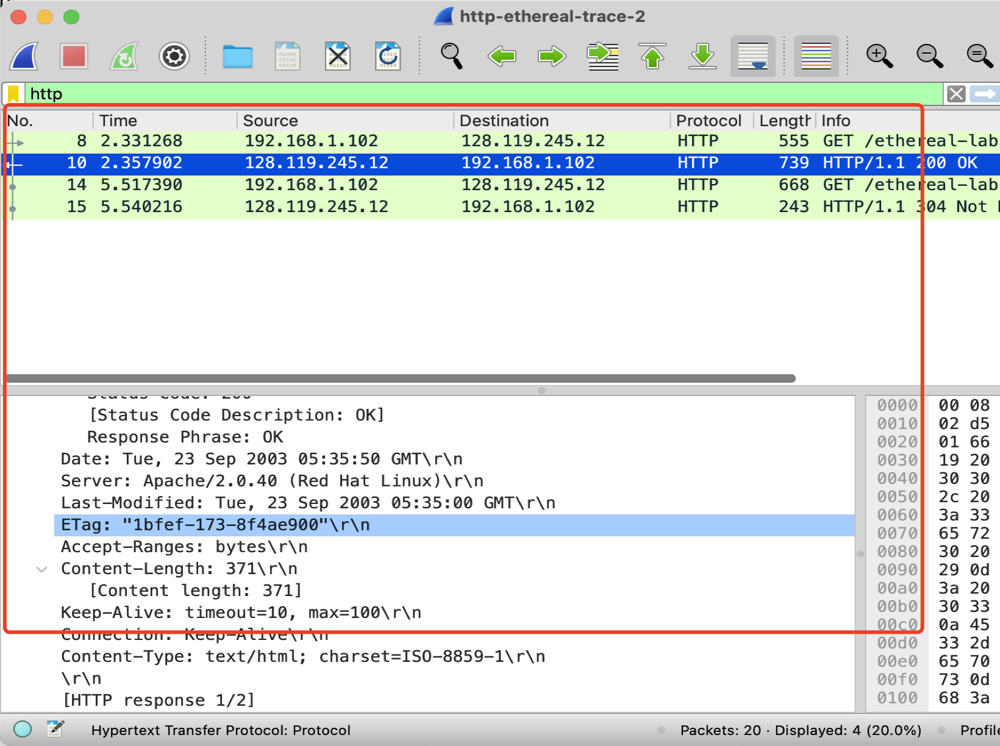 http-ethereal-trace-2
http
No. Time Source Destination Protocol Length Info
8 2.331268 192.168.1.102 128.119.245.12 HTTP 555 GET /ethereal-lab
10 2.357902 128.119.245.12 192.168.1.102 HTTP 739 HTTP/1.1 200 OK
14 5.517390 192.168.1.102 128.119.245.12 HTTP 668 GET /ethereal-lab
15 5.540216 128.119.245.12 192.168.1.102 HTTP 243 HTTP/1.1 304 Not
Status Code: 200
[Status Code Description: OK]
Response Phrase: OK
Date: Tue, 23 Sep 2003 05:35:50 GMT\r\n
Server: Apache/2.0.40 (Red Hat Linux)\r\n
Last-Modified: Tue, 23 Sep 2003 05:35:00 GMT\r\n
ETag: "1bfef-173-8f4ae900"\r\n
Accept-Ranges: bytes\r\n
Content-Length: 371\r\n
[Content length: 371]
Keep-Alive: timeout=10, max=100\r\n
Connection: Keep-Alive\r\n
Content-Type: text/html; charset=ISO-8859-1\r\n
\r\n
[HTTP response 1/2]
0000 00 08
0010 02 d5
0020 01 66
0030 19 20
0040 30 30
0050 2c 20
0060 3a 33
0070 65 72
0080 30 20
0090 29 0d
00a0 3a 20
00b0 30 33
00c0 0a 45
00d0 33 2d
00e0 65 70
00f0 73 0d
0100 68 3a
Hypertext Transfer Protocol: Protocol
Packets: 20 · Displayed: 4 (20.0%)
Profile